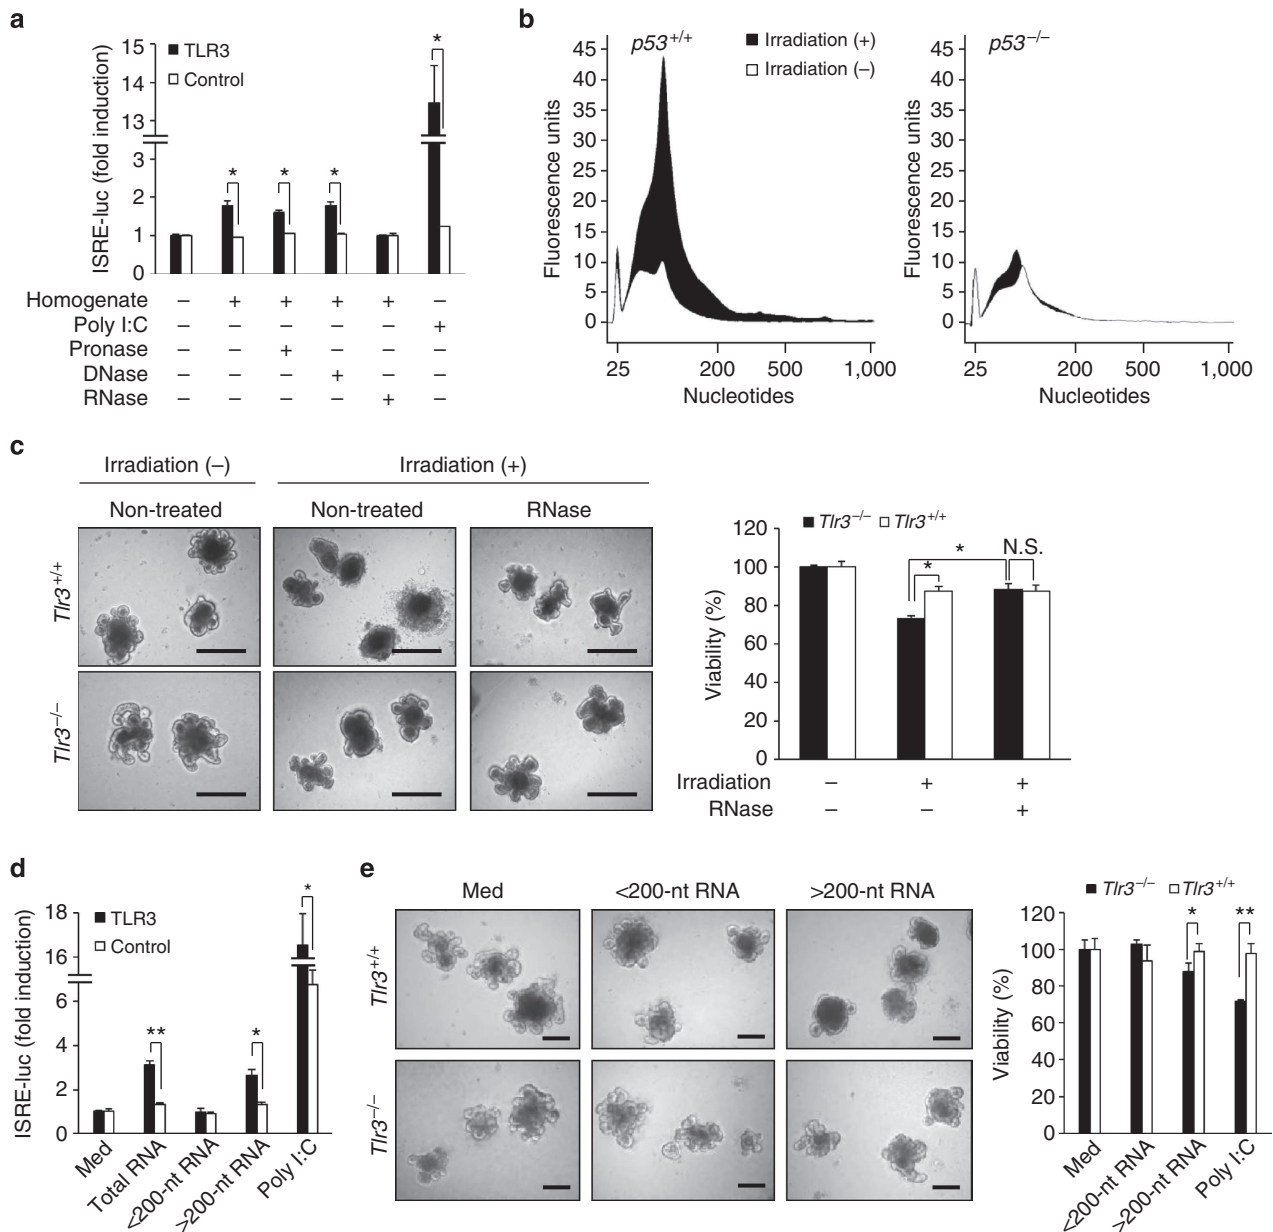 a
ISRE-luc (fold induction)
15
14
13
3
2
1
0
TLR3
Control
* * * *
Homogenate – + + + + –
Poly I:C – – – – – +
Pronase – – + – – –
DNase – – – + – –
RNase – – – – + –
b
Fluorescence units
45
40
35
30
25
20
15
10
5
0
p53+/+
Irradiation (+)
Irradiation (–)
25 200 500 1,000
Nucleotides
Fluorescence units
45
40
35
30
25
20
15
10
5
0
p53–/–
25 200 500 1,000
Nucleotides
c
Irradiation (–) Irradiation (+)
Non-treated Non-treated RNase
Tlr3+/+
Tlr3–/–
Viability (%)
120
100
80
60
40
20
0
Tlr3–/– Tlr3+/+
* * N.S.
Irradiation – + +
RNase – – +
d
ISRE-luc (fold induction)
18
16
6
4
2
0
TLR3
Control
** * *
Med
Total RNA
<200-nt RNA
>200-nt RNA
Poly I:C
e
Med <200-nt RNA >200-nt RNA
Tlr3+/+
Tlr3–/–
Viability (%)
120
100
80
60
40
20
0
Tlr3–/– Tlr3+/+
* **
Med
<200-nt RNA
>200-nt RNA
Poly I:C